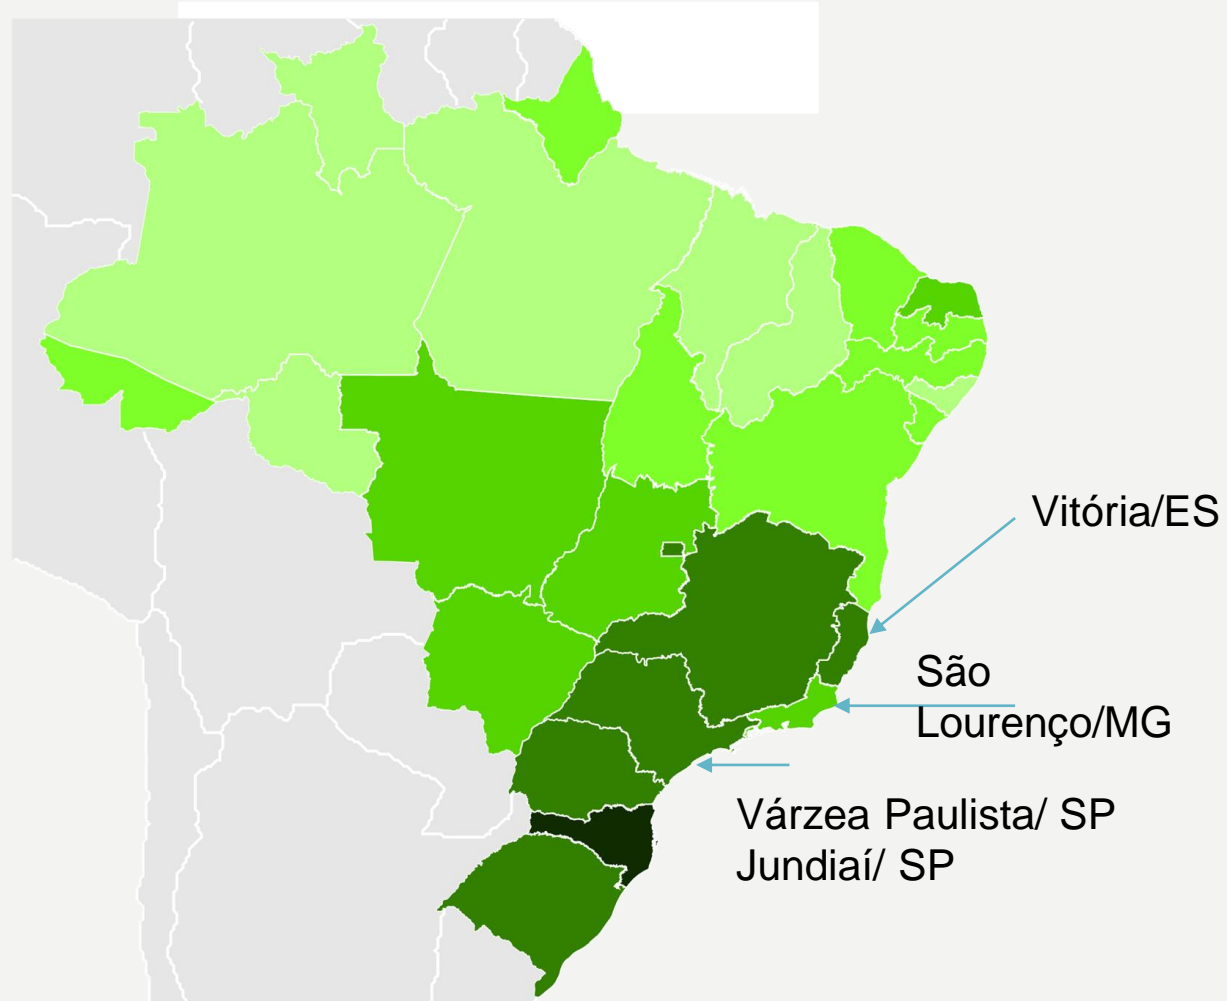 Vitória/ES
São
Lourenço/MG
Várzea Paulista/ SP
Jundiaí/ SP